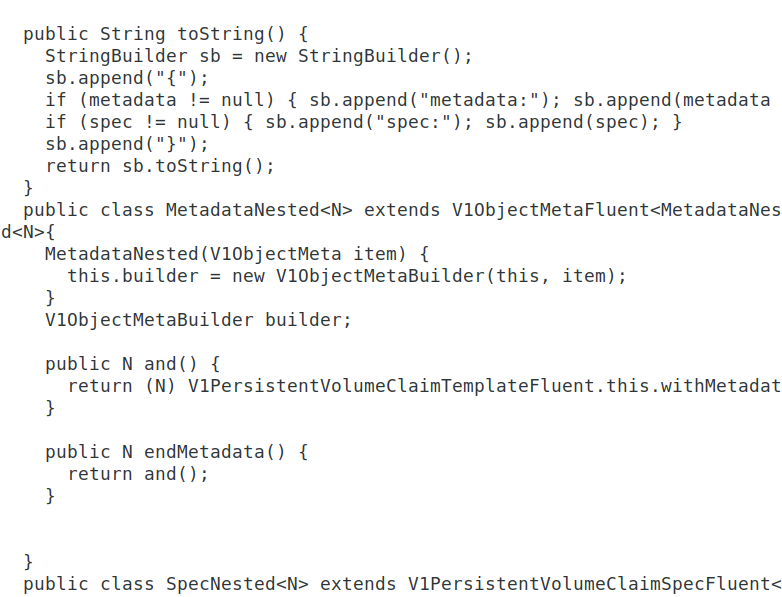 public String toString() {
StringBuilder sb = new StringBuilder();
sb.append("{");
if (metadata != null) { sb.append("metadata:"); sb.append(metadata
if (spec != null) { sb.append("spec:"); sb.append(spec); }
sb.append("}");
return sb.toString();
}
public class MetadataNested<N> extends V1ObjectMetaFluent<MetadataNes
d<N>{
MetadataNested(V1ObjectMeta item) {
this.builder = new V1ObjectMetaBuilder(this, item);
}
V1ObjectMetaBuilder builder;
public N and() {
return (N) V1PersistentVolumeClaimTemplateFluent.this.withMetadat
}
public N endMetadata() {
return and();
}
}
public class SpecNested<N> extends V1PersistentVolumeClaimSpecFluent<